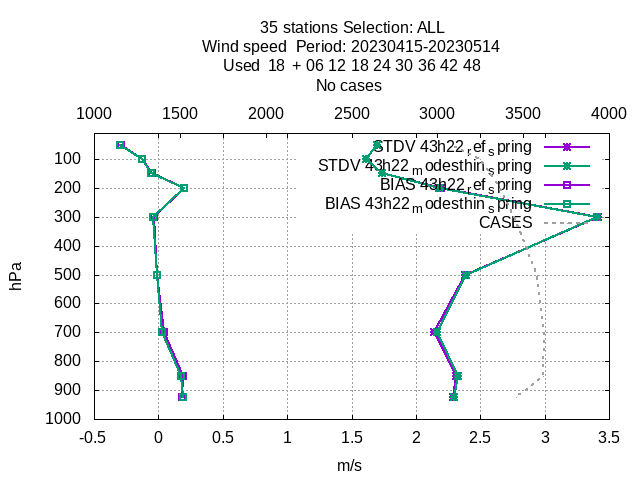 35 stations Selection: ALL
Wind speed Period: 20230415-20230514
Used 18 + 06 12 18 24 30 36 42 48
No cases
1000 1500 2000 2500 3000 3500 4000
STDV 43h22_ref_spring
STDV 43h22_modesthin_spring
BIAS 43h22_ref_spring
BIAS 43h22_modesthin_spring
CASES
100
200
300
400
500
600
700
800
900
1000
hPa
-0.5 0 0.5 1 1.5 2 2.5 3 3.5
m/s